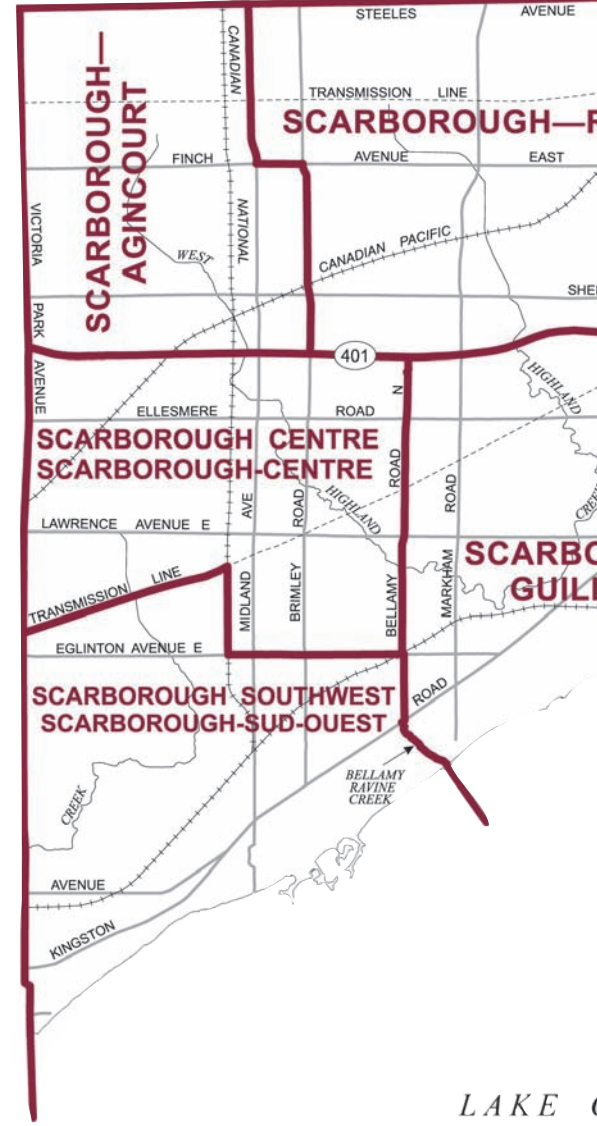 STEELES AVENUE
CANADIAN
TRANSMISSION LINE
SCARBOROUGH—
AGINCOURT
SCARBOROUGH—R
FINCH AVENUE EAST
VICTORIA
PARK
AVENUE
NATIONAL
WEST
CANADIAN PACIFIC
SHE
401
HIGHLAND
CREEK
ELLESMERE ROAD
N
SCARBOROUGH CENTRE
SCARBOROUGH-CENTRE
ROAD
ROAD
AVE
ROAD
HIGHLAND
LAWRENCE AVENUE E
SCARBO
GUIL
TRANSMISSION LINE
MIDLAND
BRIMLEY
BELLAMY
MARKHAM
EGLINTON AVENUE E
SCARBOROUGH SOUTHWEST
SCARBOROUGH-SUD-OUEST
ROAD
BELLAMY
RAVINE
CREEK
CREEK
AVENUE
KINGSTON
LAKE